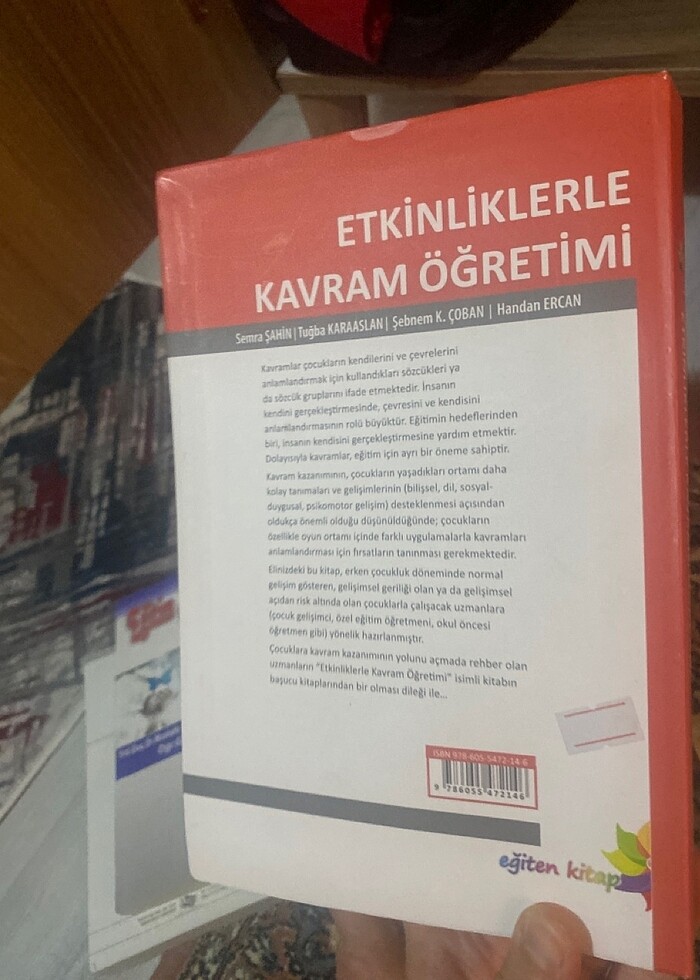 ETKİNLİKLERLE
KAVRAM ÖĞRETİMİ
Semra ŞAHİN | Tuğba KARAASLAN | Şebnem K. ÇOBAN | Handan ERCAN
Kavramlar çocukların kendilerini ve çevrelerini
anlamlandırmak için kullandıkları sözcükleri ya
da sözcük gruplarını ifade etmektedir. İnsanın
kendini gerçekleştirmesinde, çevresini ve kendisini
anlamlandırmasının rolü büyüktür. Eğitimin hedeflerinden
biri, insanın kendisini gerçekleştirmesine yardım etmektir.
Dolayısıyla kavramlar, eğitim için ayrı bir öneme sahiptir.
Kavram kazanımının, çocukların yaşadıkları ortamı daha
kolay tanımaları ve gelişimlerinin (bilişsel, dil, sosyal-
duygusal, psikomotor gelişim) desteklenmesi açısından
oldukça önemli olduğu düşünüldüğünde; çocukların
özellikle oyun ortamı içinde farklı uygulamalarla kavramları
anlamlandırması için fırsatların tanınması gerekmektedir.
Elinizdeki bu kitap, erken çocukluk döneminde normal
gelişim gösteren, gelişimsel geriliği olan ya da gelişimsel
açıdan risk altında olan çocuklarla çalışacak uzmanlara
(çocuk gelişimci, özel eğitim öğretmeni, okul öncesi
öğretmen gibi) yönelik hazırlanmıştır.
Çocuklara kavram kazanımının yolunu açmada rehber olan
uzmanların "Etkinliklerle Kavram Öğretimi" isimli kitabın
başucu kitaplarından bir olması dileği ile...
ISBN 978-605-5472-14-6
9 786055 472146
eğiten kitap